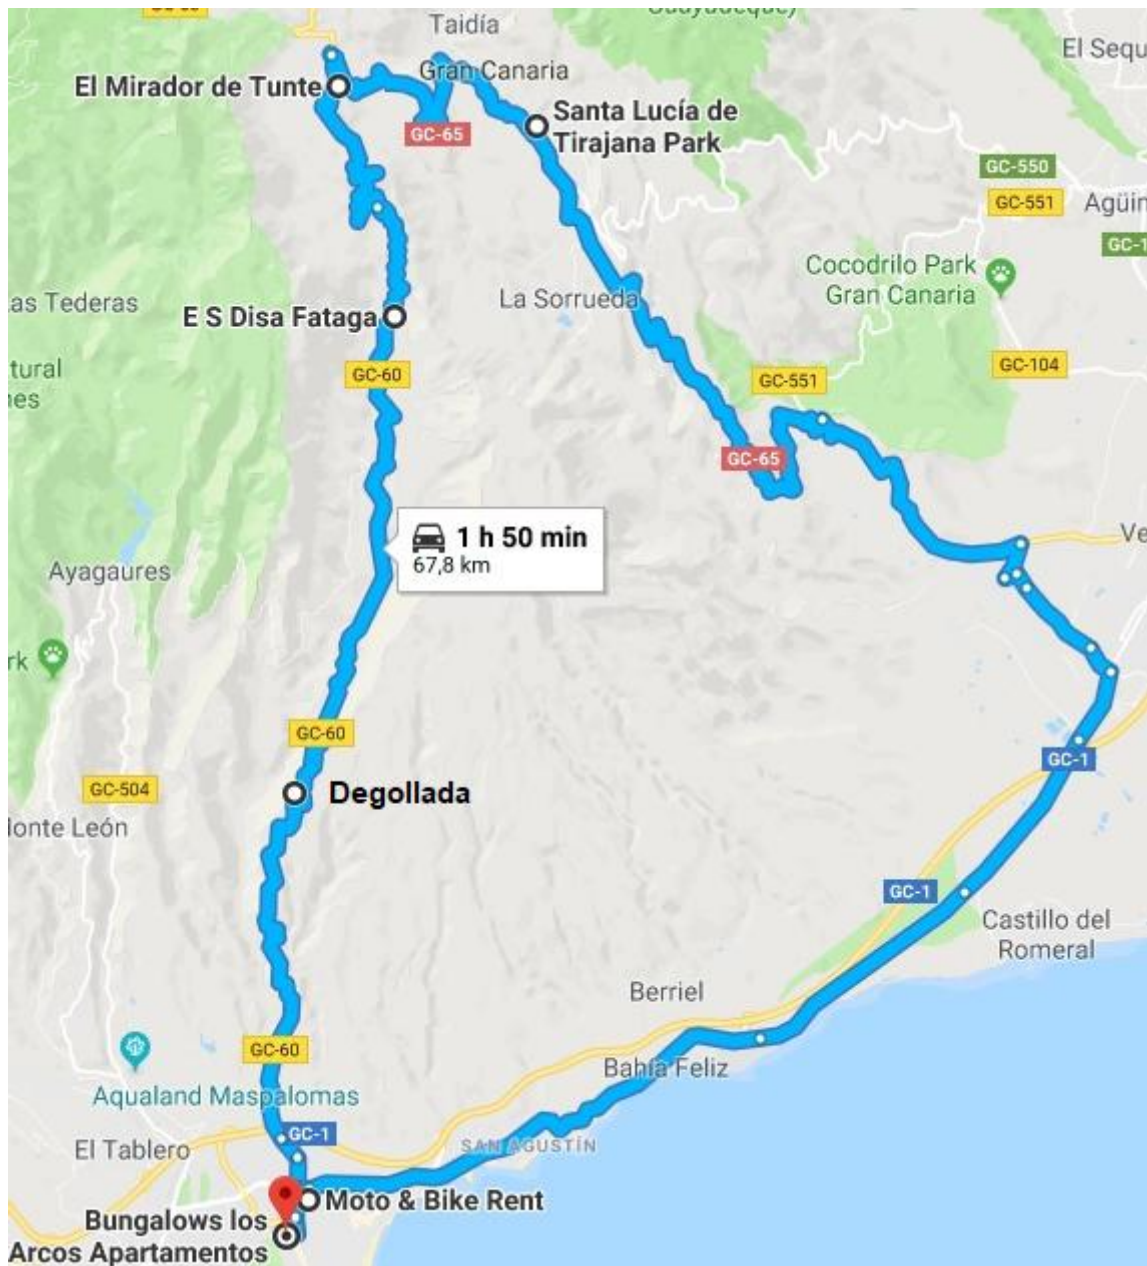 Taidía
El Sequ
El Mirador de Tunte
Gran Canaria
GC-65
Santa Lucía de
Tirajana Park
GC-550
GC-551
Agüin
GC-1
Cocodrilo Park
Gran Canaria
as Tederas
La Sorrueda
E S Disa Fataga
tural
nes
GC-60
GC-551
GC-104
GC-65
1 h 50 min
67,8 km
Ve
Ayagaures
rk
GC-60
GC-1
GC-504
Degollada
Monte León
GC-1
Castillo del
Romeral
Berriel
GC-60
Bahía Feliz
Aqualand Maspalomas
GC-1
El Tablero
SAN AGUSTÍN
Moto & Bike Rent
Bungalows los
Arcos Apartamentos